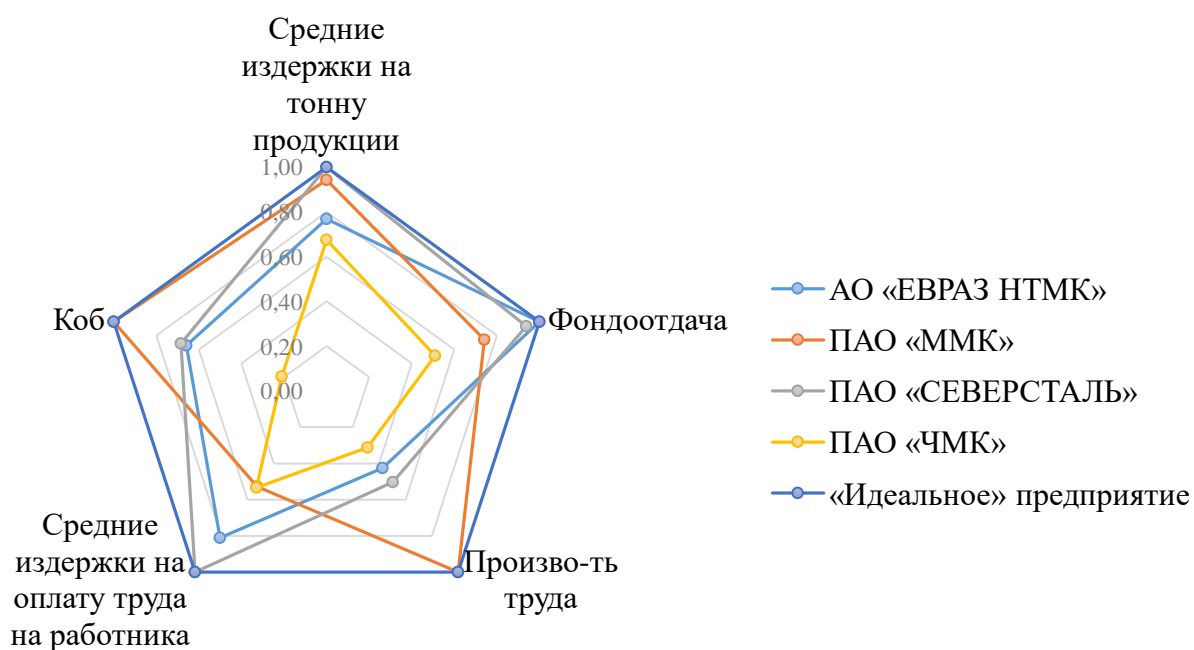 Средние
издержки на
тонну
продукции
1,00
0,80
0,60
0,40
0,20
0,00
Коб
Фондоотдача
Средние
издержки на
оплату труда
на работника
Произво-ть
труда
АО «ЕВРАЗ НТМК»
ПАО «ММК»
ПАО «СЕВЕРСТАЛЬ»
ПАО «ЧМК»
«Идеальное» предприятие